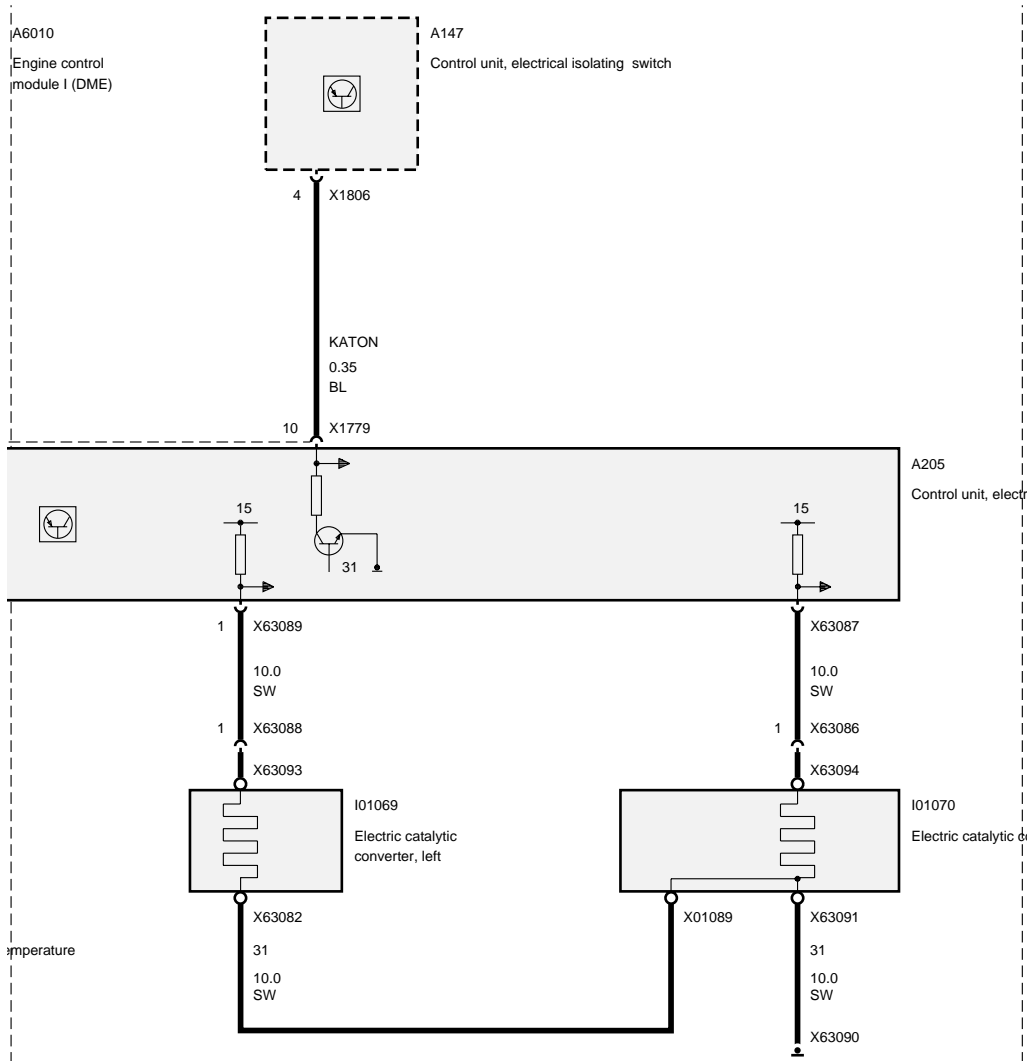 A6010
A147
Engine control
module I (DME)
Control unit, electrical isolating switch
4 X1806
KATON
0.35
BL
10 X1779
A205
Control unit,
15
15
31
1 X63089
X63087
10.0
SW
10.0
SW
1 X63088
1 X63086
X63093
X63094
I01069
I01070
Electric catalytic
converter, left
Electric catalytic
X63082
X01089
X63091
31
31
10.0
SW
10.0
SW
X63090